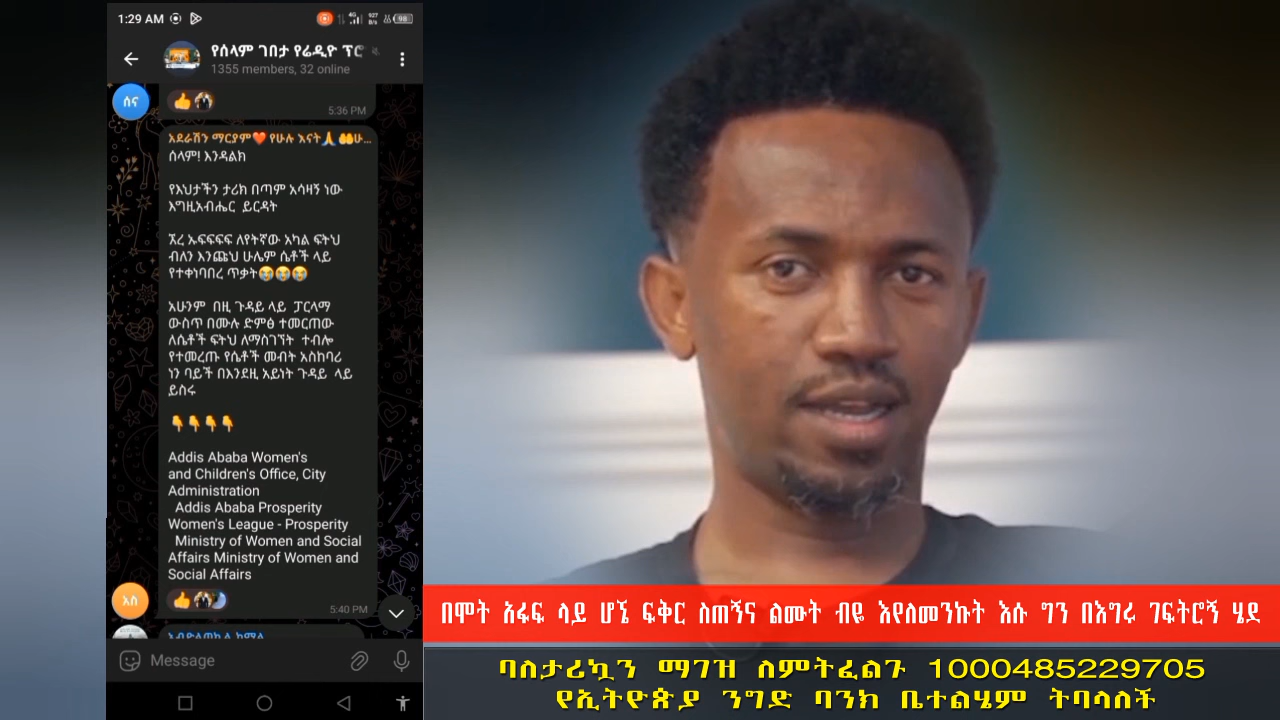 1:29 AM
927 B/s
4G
98
የሰላም ገበታ የሬዲዮ ፕሮ
1355 members, 32 online
ሰና
5:36 PM
አደራሽን ማርያም❤️የሁሉ እናት🙏🤲ሁ...
ሰላም! እንዳልክ
የእህታችን ታሪክ በጣም አሳዛኝ ነው
እግዚአብሔር ይርዳት
ኧረ ኡፍፍፍፍ ለየትኛው አካል ፍትህ
ብለን እንጩህ ሁሌም ሴቶች ላይ
የተቀነባበረ ጥቃት😭😭😭
አሁንም በዚ ጉዳይ ላይ ፓርላማ
ውስጥ በሙሉ ድምፅ ተመርጠው
ለሴቶች ፍትህ ለማስገኘት ተብሎ
የተመረጡ የሴቶች መብት አስከባሪ
ነን ባይች በእንደዚ አይነት ጉዳይ ላይ
ይስሩ
👇👇👇👇
Addis Ababa Women's
and Children's Office, City
Administration
Addis Ababa Prosperity
Women's League - Prosperity
Ministry of Women and Social
Affairs Ministry of Women and
Social Affairs
አስ
5:40 PM
Message
በሞት አፋፍ ላይ ሆኜ ፍቅር ስጠኝና ልሙት ብዬ እየለመንኩት እሱ ግን በእግሩ ገፍትሮኝ ሄደ
ባለታሪኳን ማገዝ ለምትፈልጉ 1000485229705
የኢትዮጵያ ንግድ ባንክ ቤተልሄም ትባላለች